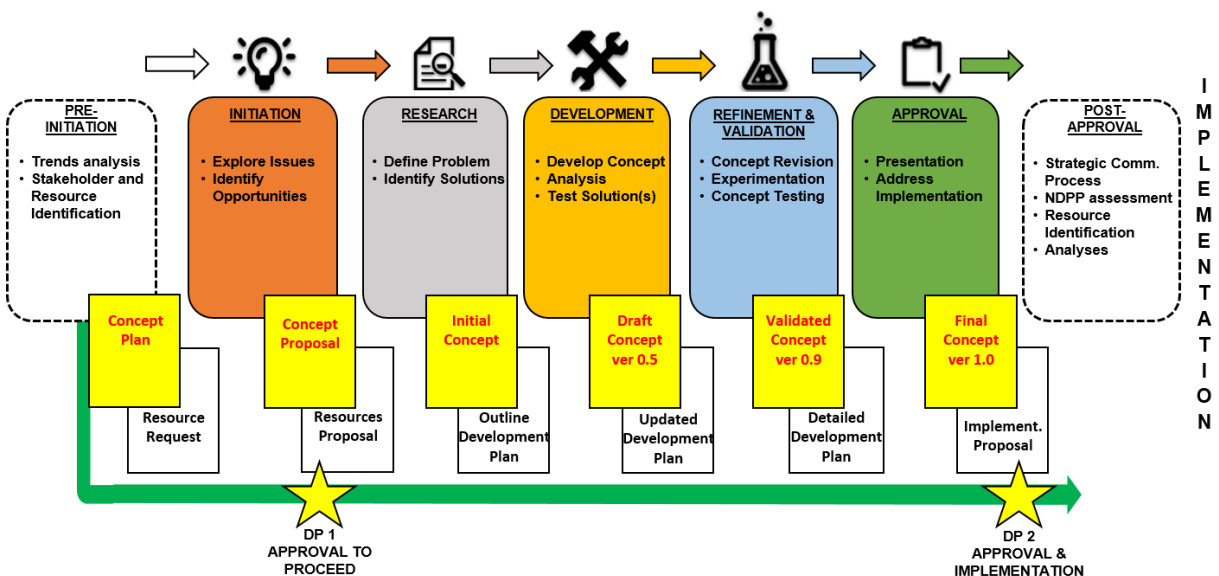 PRE-
INITIATION
• Trends analysis
• Stakeholder and
Resource
Identification
INITIATION
• Explore Issues
• Identify
Opportunities
RESEARCH
• Define Problem
• Identify Solutions
DEVELOPMENT
• Develop Concept
• Analysis
• Test Solution(s)
REFINEMENT &
VALIDATION
• Concept Revision
• Experimentation
• Concept Testing
APPROVAL
• Presentation
• Address
Implementation
POST-
APPROVAL
• Strategic Comm.
Process
• NDPP assessment
• Resource
Identification
• Analyses
IMPLEMENTATION
Concept
Plan
Resource
Request
Concept
Proposal
Resources
Proposal
Initial
Concept
Outline
Development
Plan
Draft
Concept
ver 0.5
Updated
Development
Plan
Validated
Concept
ver 0.9
Detailed
Development
Plan
Final
Concept
ver 1.0
Implement.
Proposal
DP 1
APPROVAL TO
PROCEED
DP 2
APPROVAL &
IMPLEMENTATION